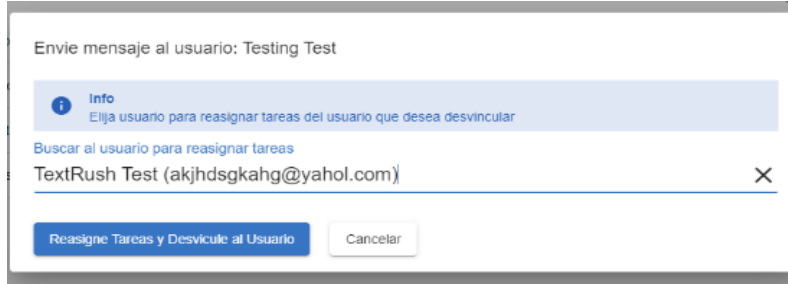 Envie mensaje al usuario: Testing Test
Info
Elija usuario para reasignar tareas del usuario que desea desvincular
Buscar al usuario para reasignar tareas
TextRush Test (akjhdsgkahg@yahol.com)
Reasigne Tareas y Desvicule al Usuario
Cancelar